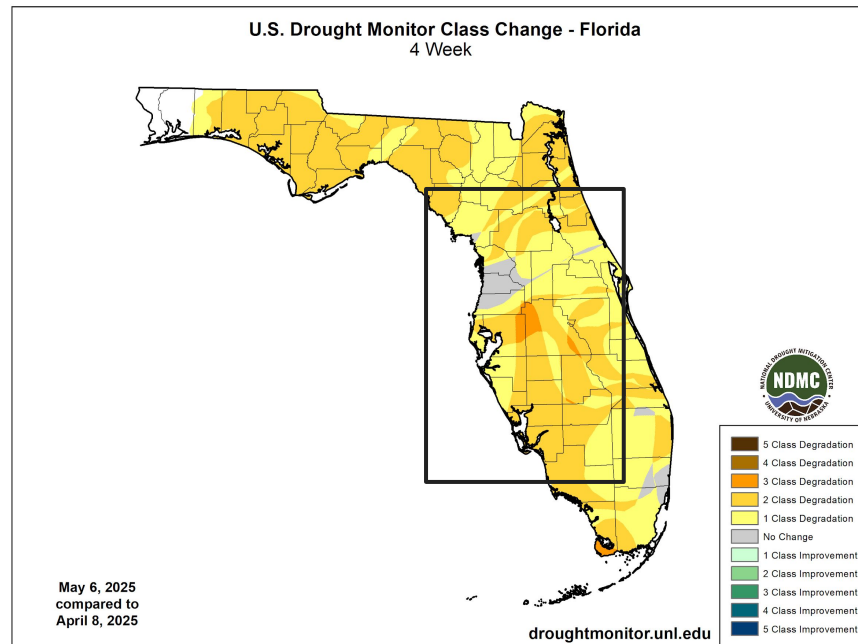 U.S. Drought Monitor Class Change - Florida
4 Week
NATIONAL DROUGHT MITIGATION CENTER
NDMC
UNIVERSITY OF NEBRASKA
5 Class Degradation
4 Class Degradation
3 Class Degradation
2 Class Degradation
1 Class Degradation
No Change
1 Class Improvement
2 Class Improvement
3 Class Improvement
4 Class Improvement
5 Class Improvement
May 6, 2025
compared to
April 8, 2025
droughtmonitor.unl.edu